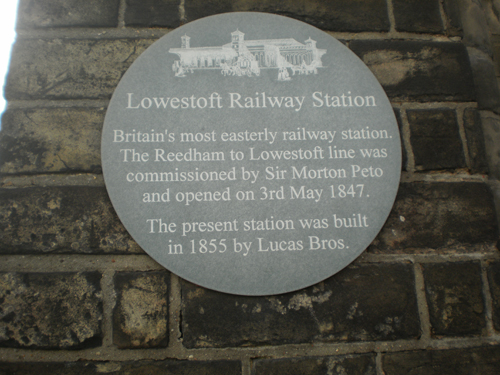 Lowestoft Railway Station
Britain's most easterly railway station.
The Reedham to Lowestoft line was
commissioned by Sir Morton Peto
and opened on 3rd May 1847.
The present station was built
in 1855 by Lucas Bros.